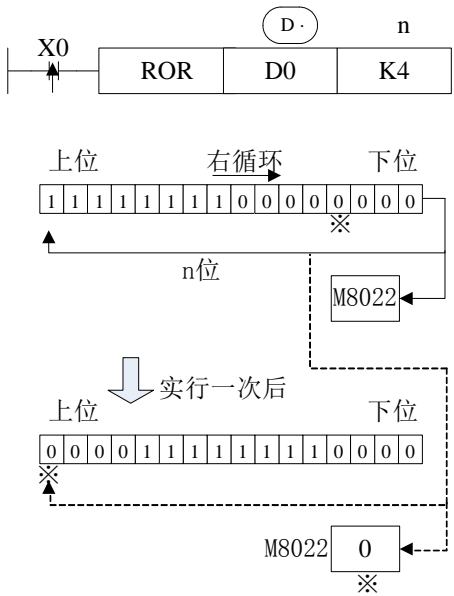 D· n
X0
ROR D0 K4
上位 右循环 下位
1 1 1 1 1 1 1 1 0 0 0 0 0 0 0 0
※
n位
M8022
实行一次后
上位 下位
0 0 0 0 1 1 1 1 1 1 1 1 0 0 0 0
※
M8022 0
※